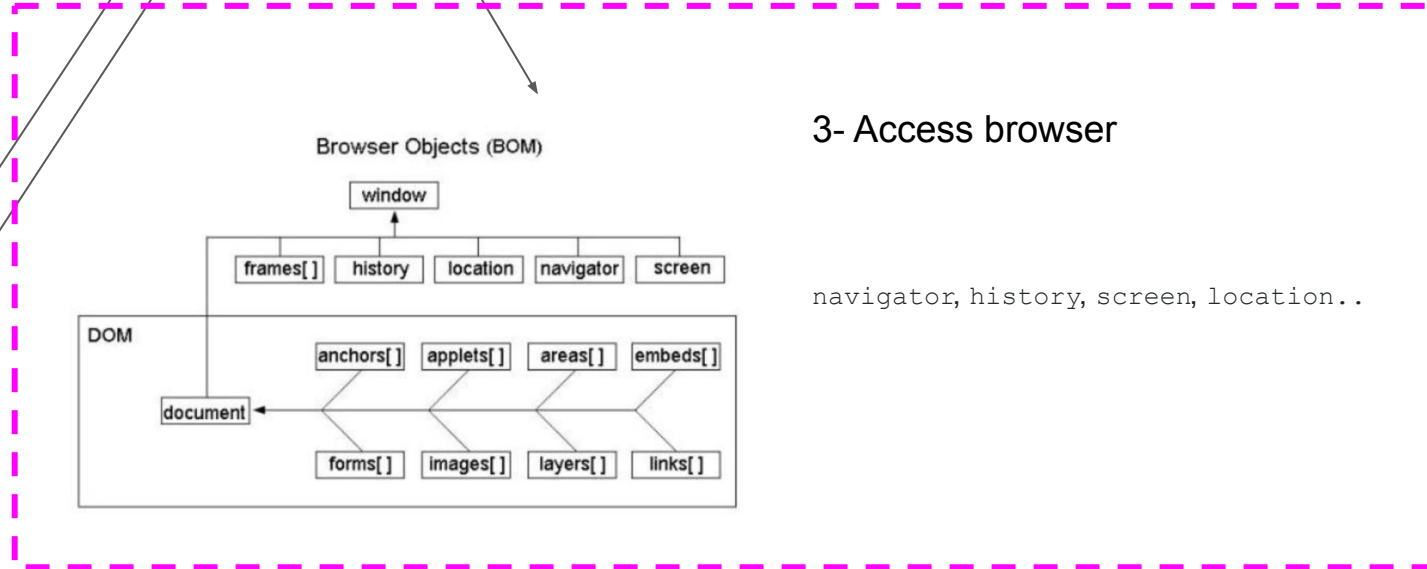 3- Access browser
Browser Objects (BOM)
window
frames[ ] history location navigator screen
navigator, history, screen, location..
DOM
anchors[ ] applets[ ] areas[ ] embeds[ ]
document
forms[ ] images[ ] layers[ ] links[ ]